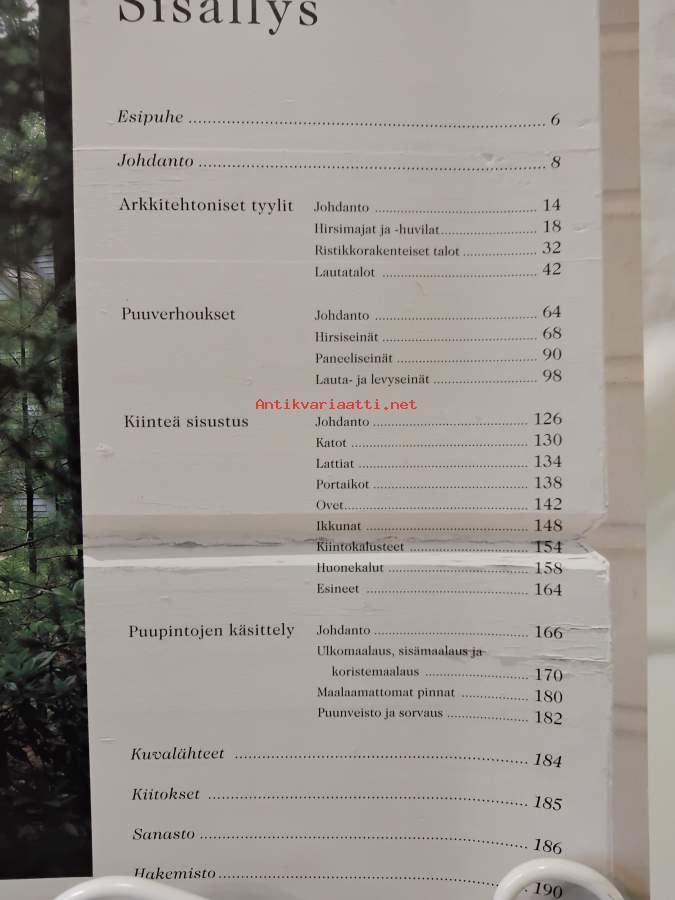 Sisällys
Esipuhe 6
Johdanto 8
Arkkitehtoniset tyylit Johdanto 14
Hirsimajat ja -huvilat 18
Ristikkorakenteiset talot 32
Lautatalot 42
Puuverhoukset Johdanto 64
Hirsiseinät 68
Paneeliseinät 90
Lauta- ja levyseinät 98
Antikvariaatti.net
Kiinteä sisustus Johdanto 126
Katot 130
Lattiat 134
Portaikot 138
Ovet 142
Ikkunat 148
Kiintokalusteet 154
Huonekalut 158
Esineet 164
Puupintojen käsittely Johdanto 166
Ulkomaalaus, sisämaalaus ja
koristemaalaus 170
Maalaamattomat pinnat 180
Puunveisto ja sorvaus 182
Kuvalähteet 184
Kiitokset 185
Sanasto 186
Hakemisto 190